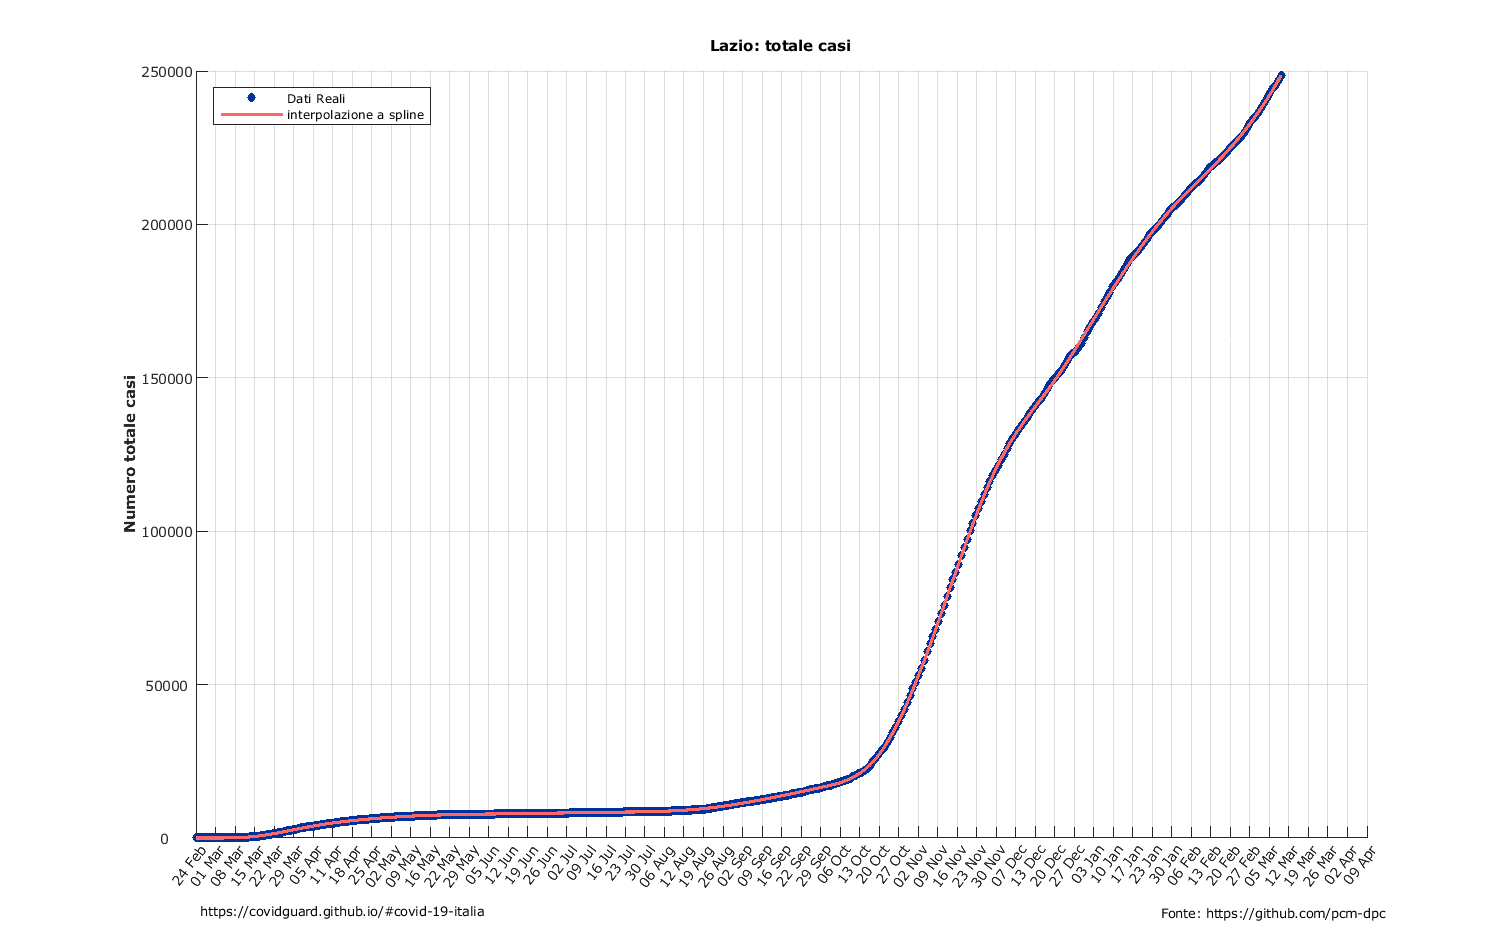 Lazio: totale casi
250000
200000
150000
100000
50000
0
Numero totale casi
Dati Reali
interpolazione a spline
24 Feb
01 Mar
08 Mar
15 Mar
22 Mar
29 Mar
05 Apr
11 Apr
18 Apr
25 Apr
02 May
09 May
16 May
22 May
29 May
05 Jun
12 Jun
19 Jun
26 Jun
02 Jul
09 Jul
16 Jul
23 Jul
30 Jul
06 Aug
12 Aug
19 Aug
26 Aug
02 Sep
09 Sep
16 Sep
22 Sep
29 Sep
06 Oct
13 Oct
20 Oct
27 Oct
02 Nov
09 Nov
16 Nov
23 Nov
30 Dec
07 Dec
13 Dec
20 Dec
27 Dec
03 Jan
10 Jan
17 Jan
23 Jan
30 Jan
06 Feb
13 Feb
20 Feb
27 Feb
05 Mar
12 Mar
19 Mar
26 Mar
02 Apr
09 Apr
https://covidguard.github.io/#covid-19-italia
Fonte: https://github.com/pcm-dpc